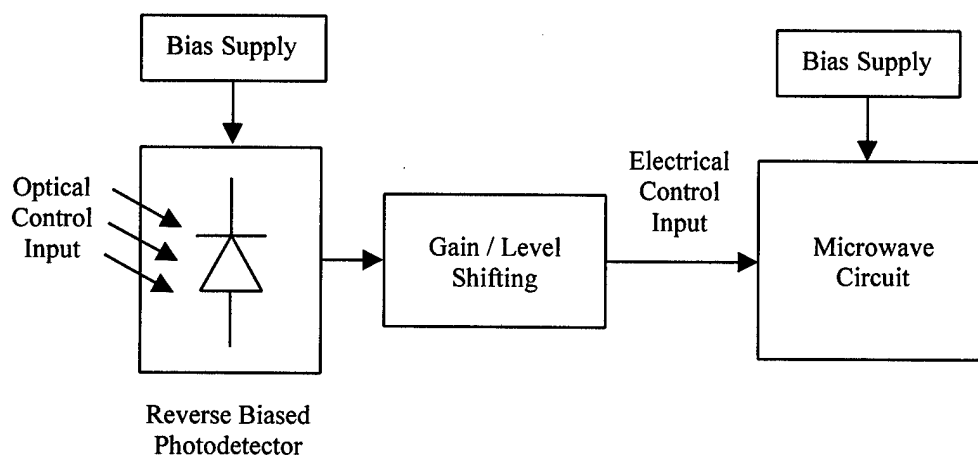 Bias Supply
Bias Supply
Optical
Control
Input
Gain / Level
Shifting
Electrical
Control
Input
Microwave
Circuit
Reverse Biased
Photodetector